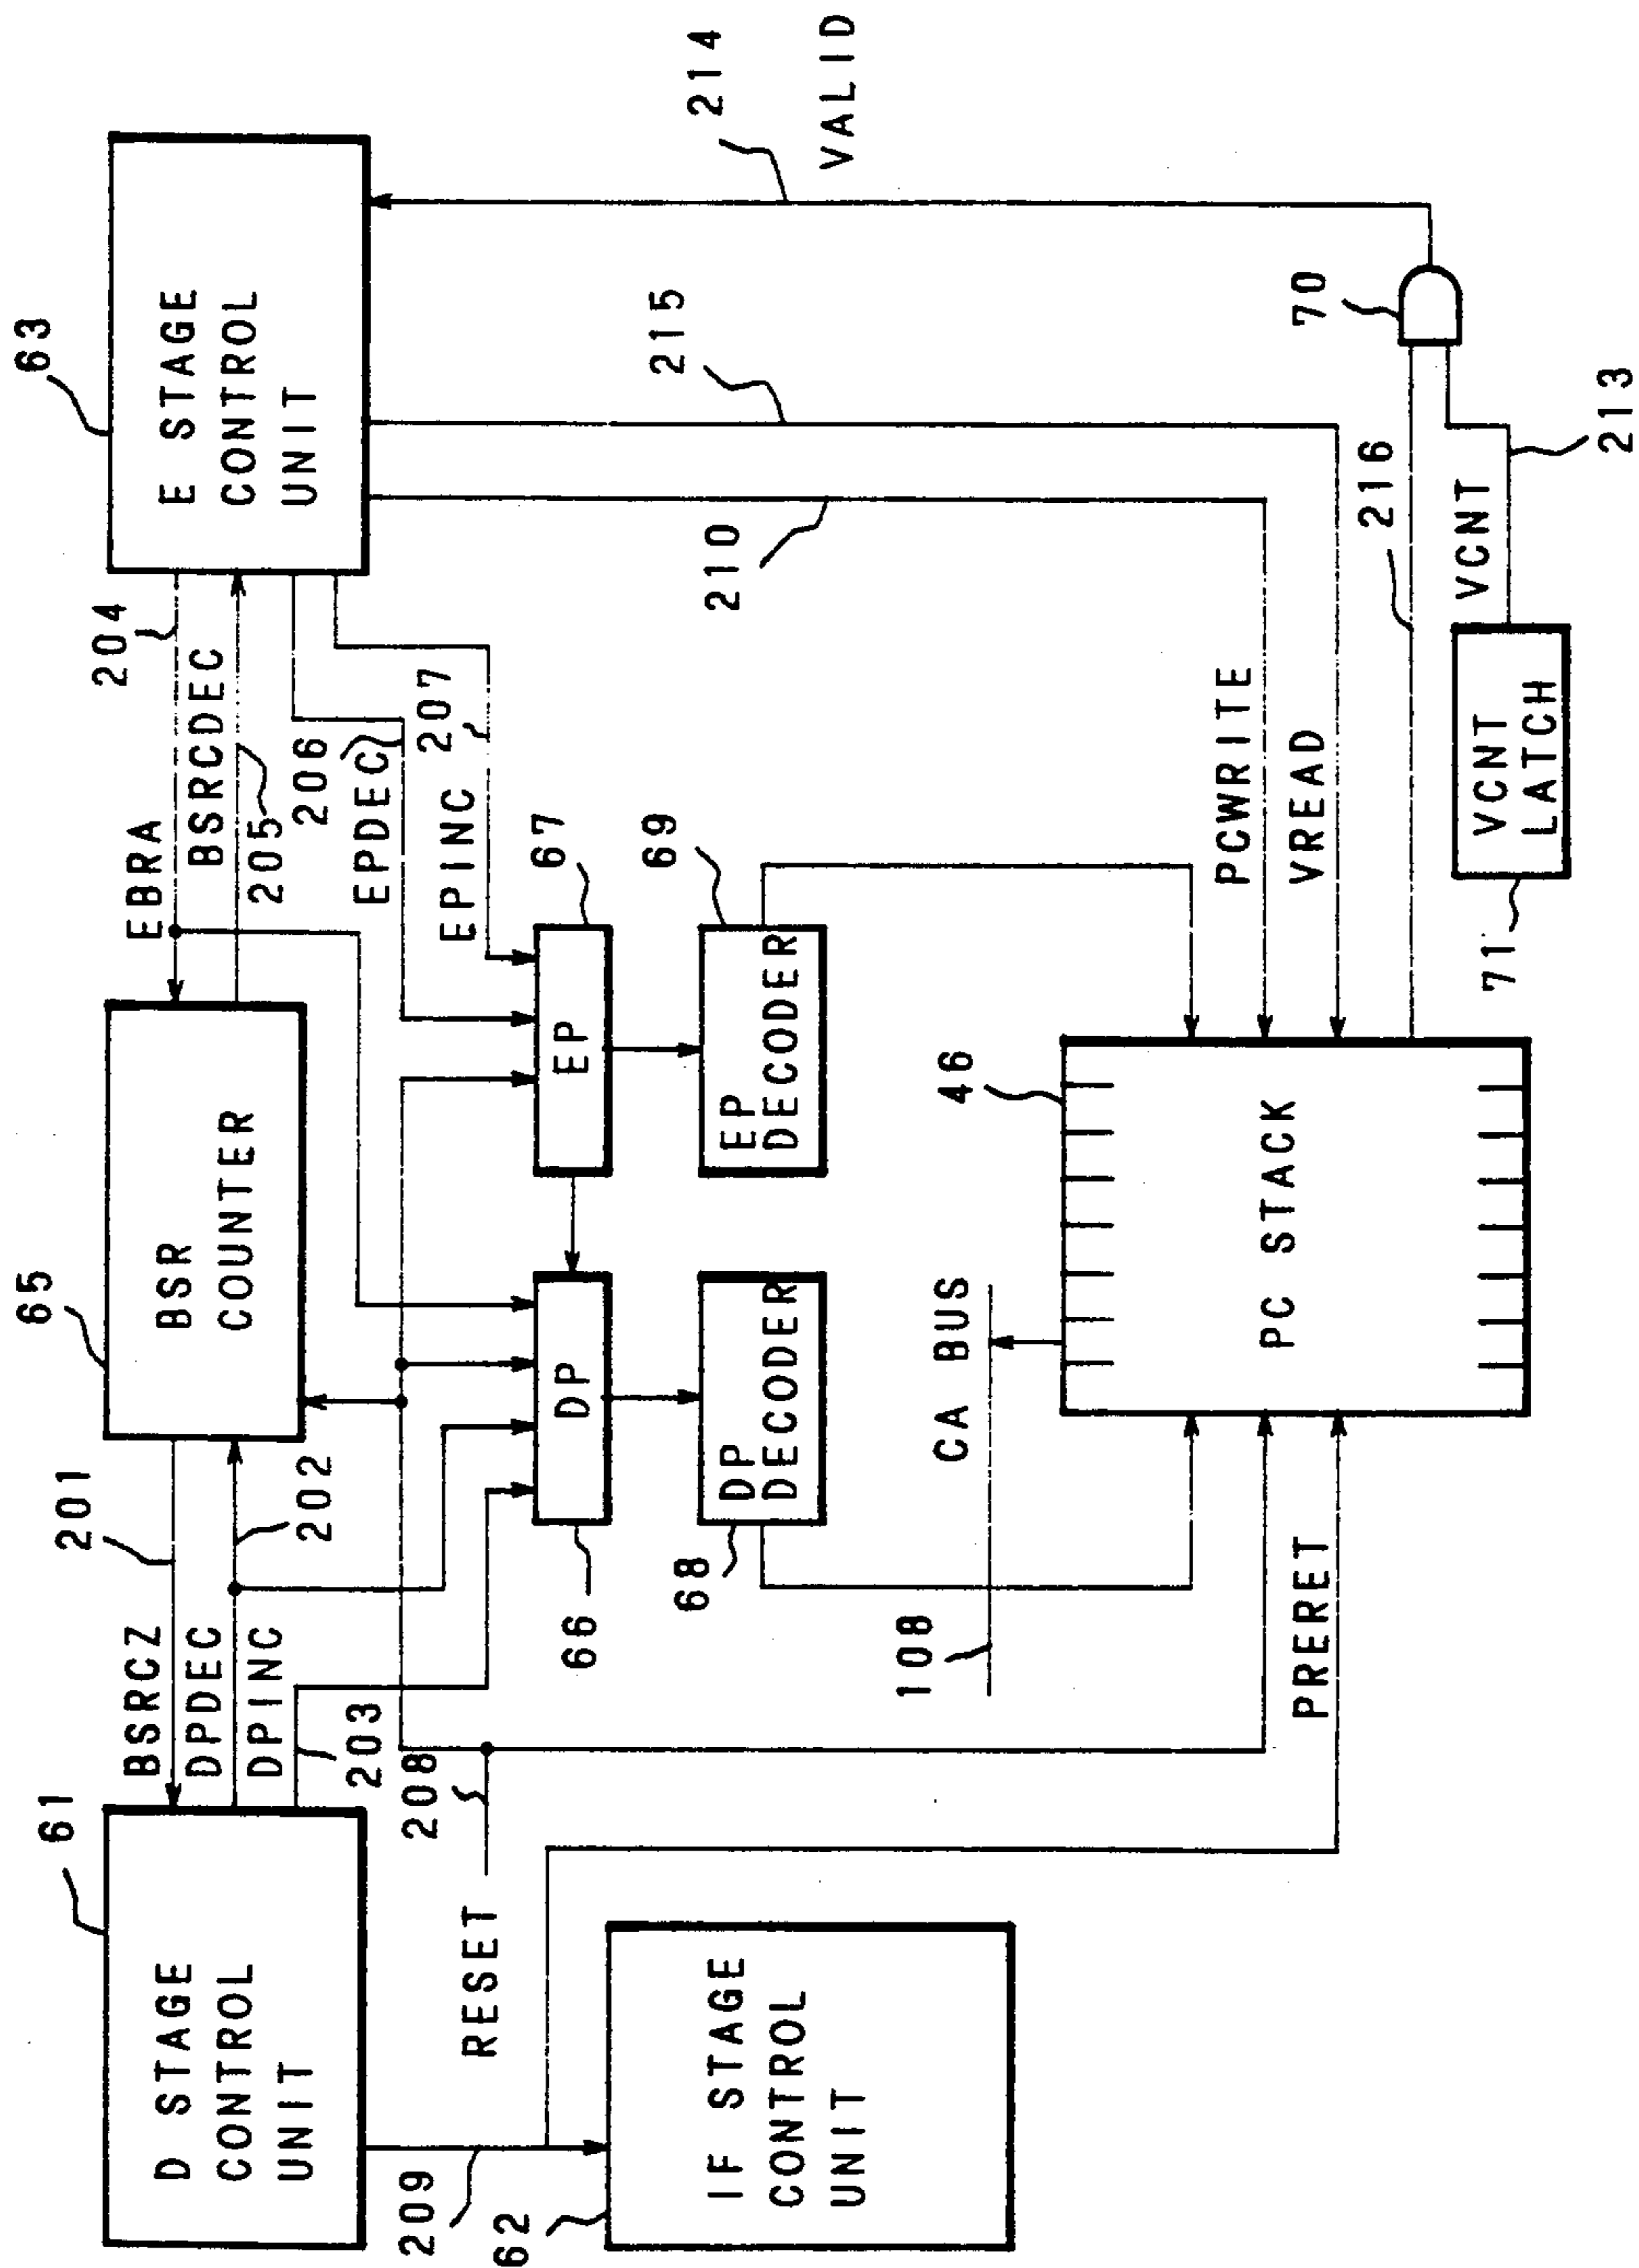 61
D STAGE
CONTROL
UNIT
201
BSRCZ
DPDEC
DPINC
202
203
65
BSR
COUNTER
204
EBRA
BSRCDEC
205
206
EPDEC
207
EPINC
63
E STAGE
CONTROL
UNIT
214
VALID
209
62
IF STAGE
CONTROL
UNIT
RESET
208
66
DP
67
EP
68
DP
DECODER
69
EP
DECODER
210
215
108
CA BUS
PRERET
46
PC STACK
PCWRITE
VREAD
216
70
VCNT
213
71
VCNT
LATCH